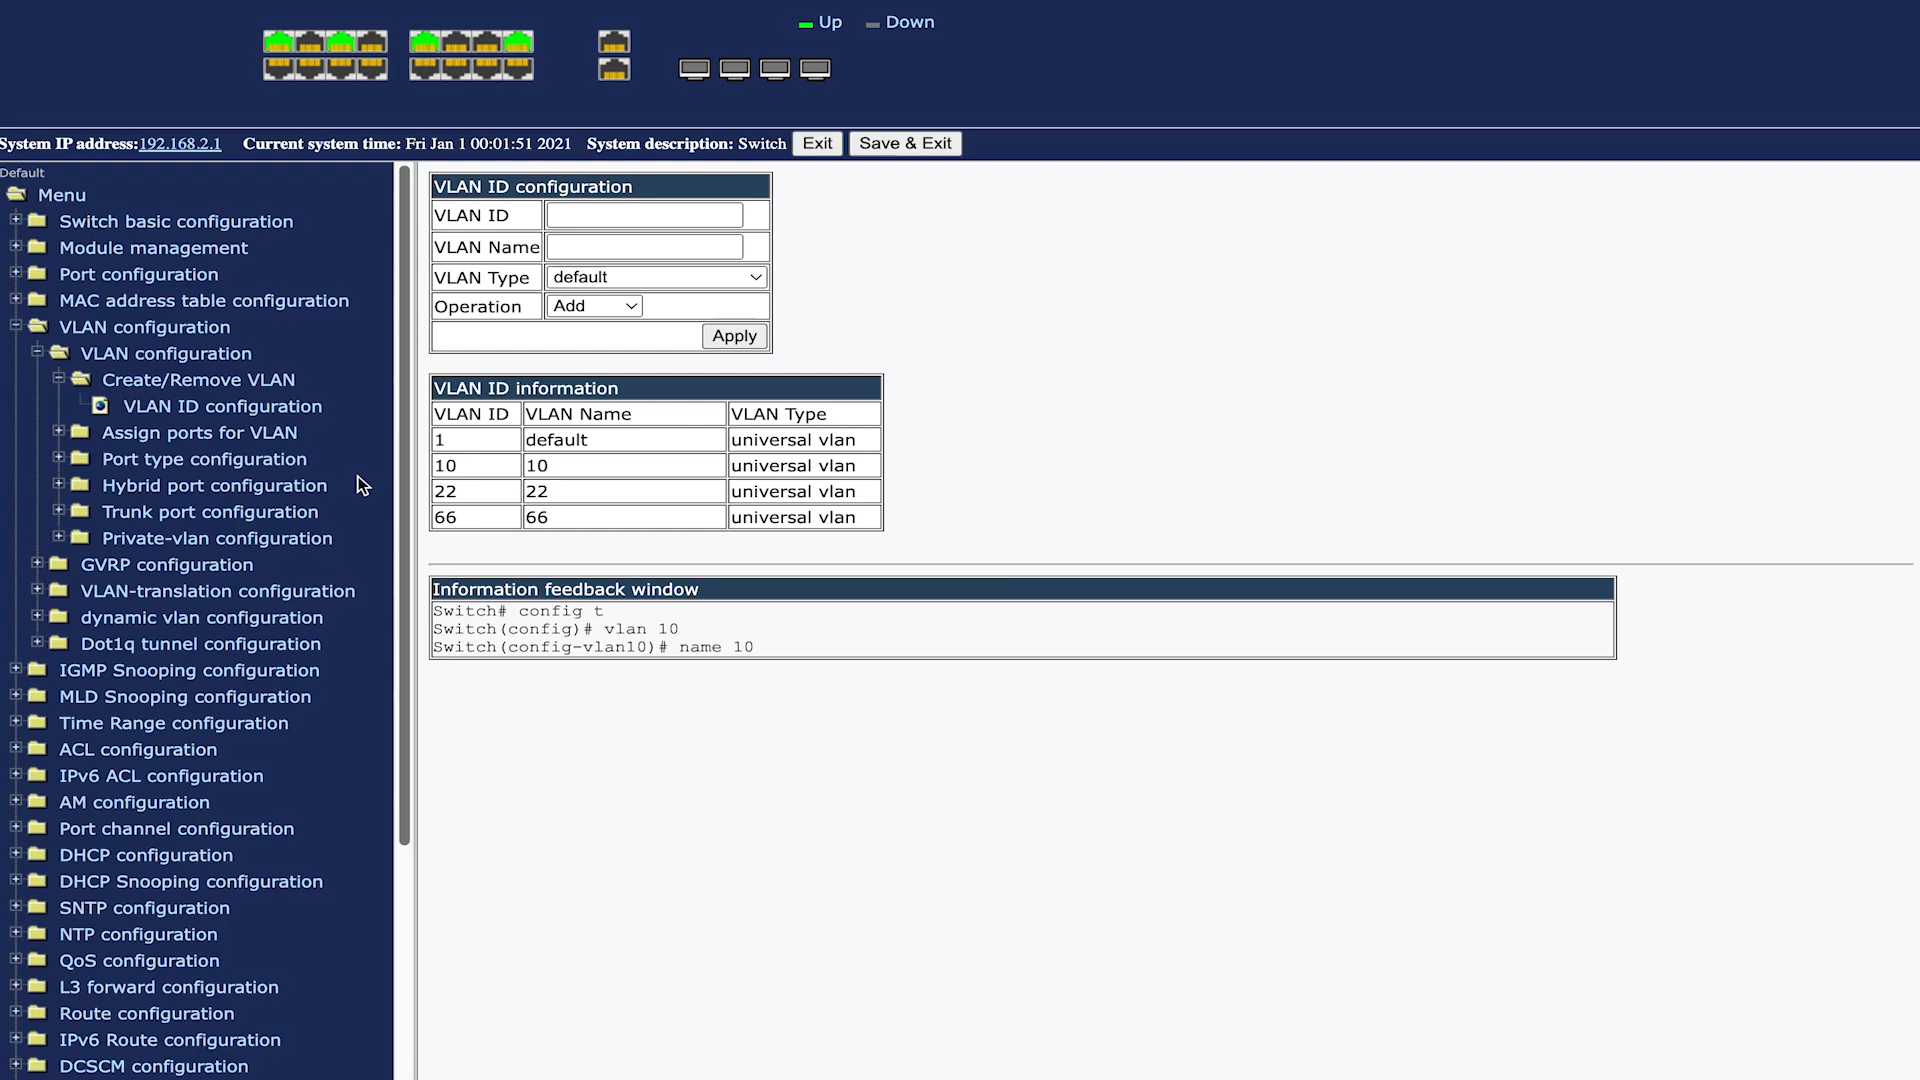 Up Down
System IP address:192.168.2.1 Current system time: Fri Jan 1 00:01:51 2021 System description: Switch Exit Save & Exit
Default
Menu
Switch basic configuration
Module management
Port configuration
MAC address table configuration
VLAN configuration
VLAN configuration
Create/Remove VLAN
VLAN ID configuration
Assign ports for VLAN
Port type configuration
Hybrid port configuration
Trunk port configuration
Private-vlan configuration
GVRP configuration
VLAN-translation configuration
dynamic vlan configuration
Dot1q tunnel configuration
IGMP Snooping configuration
MLD Snooping configuration
Time Range configuration
ACL configuration
IPv6 ACL configuration
AM configuration
Port channel configuration
DHCP configuration
DHCP Snooping configuration
SNTP configuration
NTP configuration
QoS configuration
L3 forward configuration
Route configuration
IPv6 Route configuration
DCSCM configuration
VLAN ID configuration
VLAN ID
VLAN Name
VLAN Type default
Operation Add
Apply
VLAN ID information
VLAN ID VLAN Name VLAN Type
1 default universal vlan
10 10 universal vlan
22 22 universal vlan
66 66 universal vlan
Information feedback window
Switch# config t
Switch(config)# vlan 10
Switch(config-vlan10)# name 10